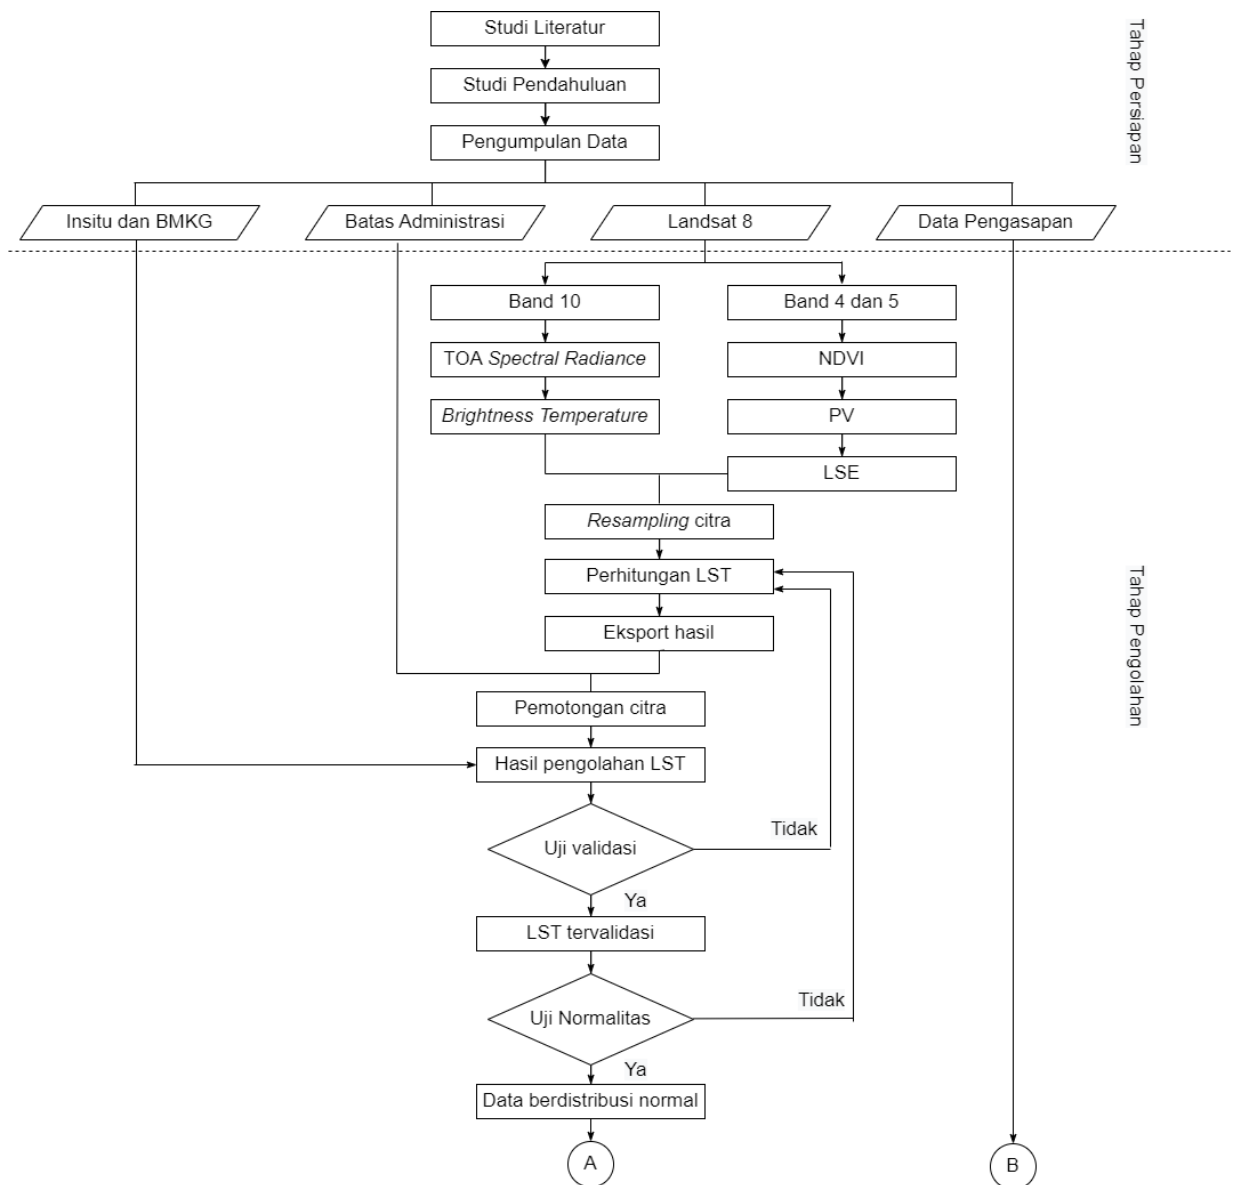 Studi Literatur
Tahap Persiapan
Studi Pendahuluan
Pengumpulan Data
Insitu dan BMKG
Batas Administrasi
Landsat 8
Data Pengasapan
Band 10
Band 4 dan 5
TOA Spectral Radiance
NDVI
Brightness Temperature
PV
LSE
Resampling citra
Perhitungan LST
Tahap Pengolahan
Eksport hasil
Pemotongan citra
Hasil pengolahan LST
Uji validasi
Tidak
Ya
LST tervalidasi
Uji Normalitas
Tidak
Ya
Data berdistribusi normal
A
B